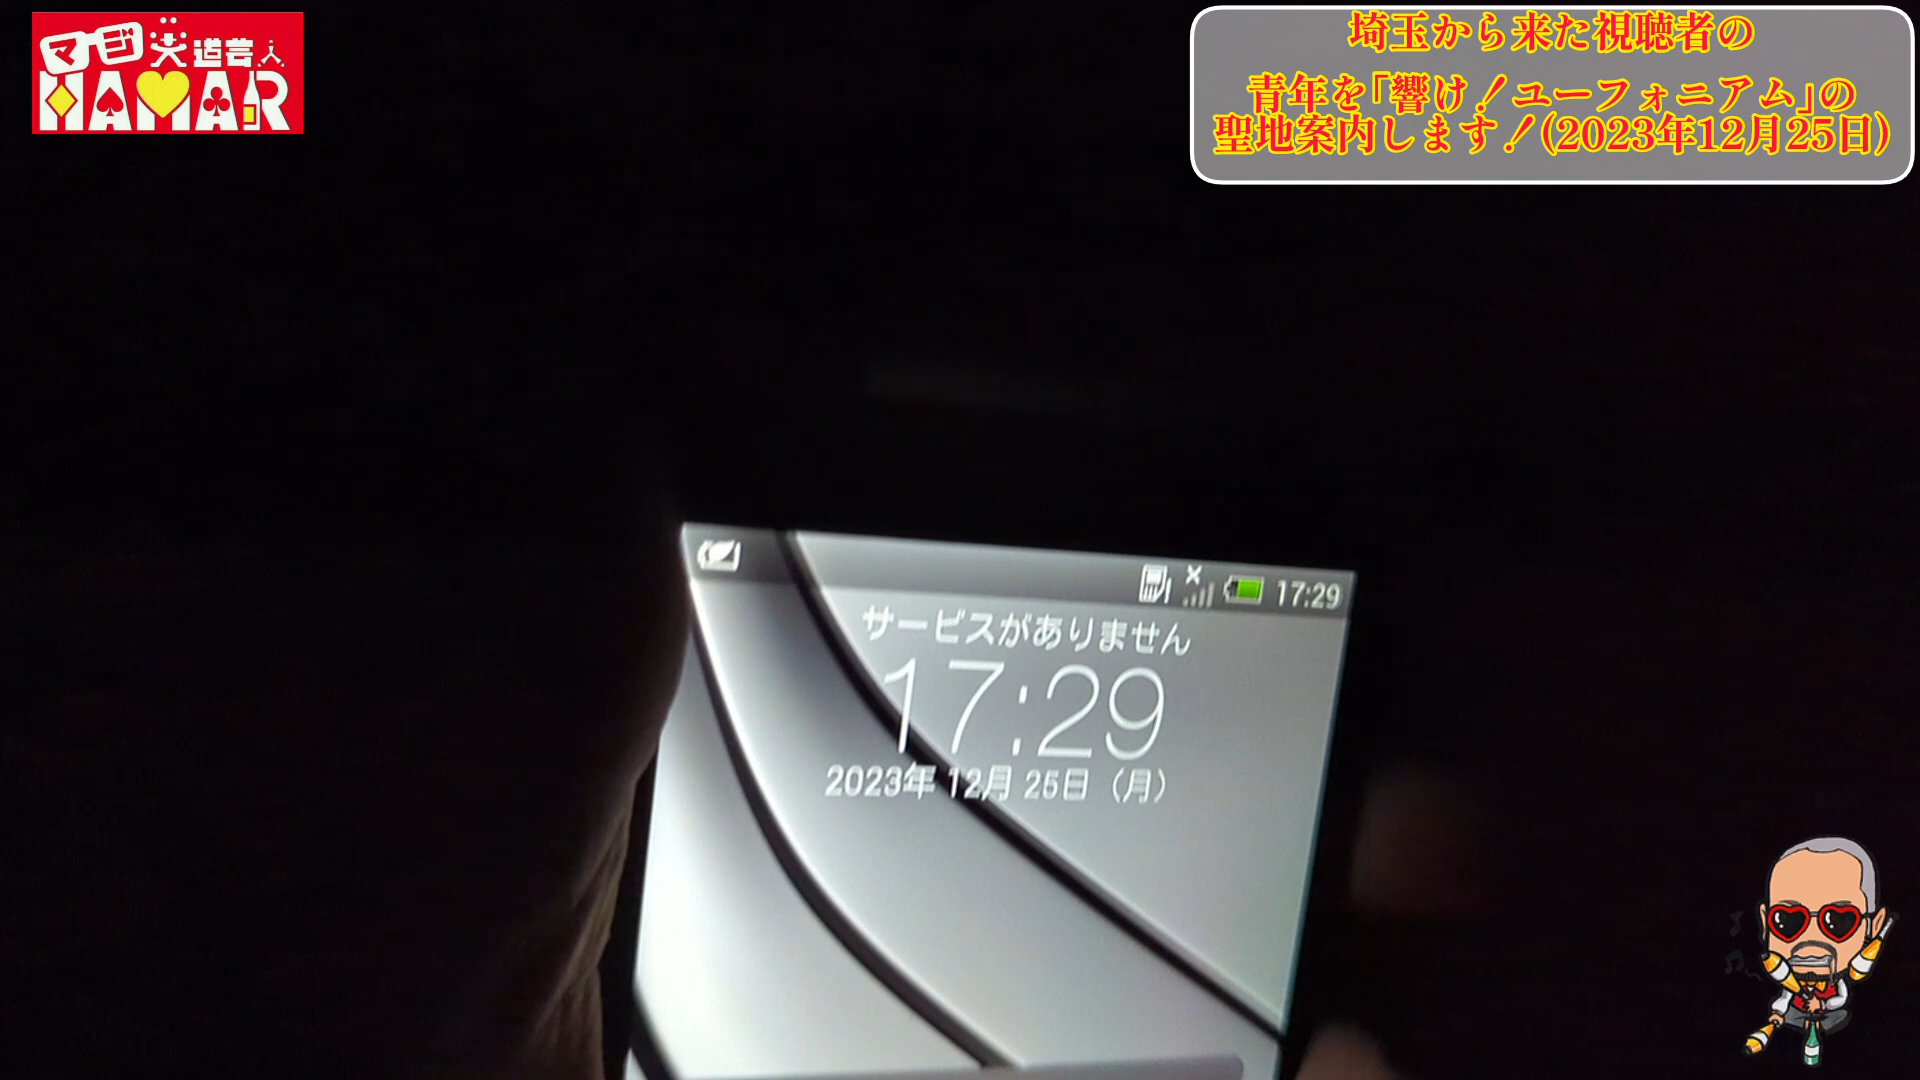 マジ大道芸人
HAMAR
埼玉から来た視聴者の
青年を「響け！ユーフォニアム」の
聖地案内します！(2023年12月25日)
17:29
サービスがありません
17:29
2023年 12月 25日（月）